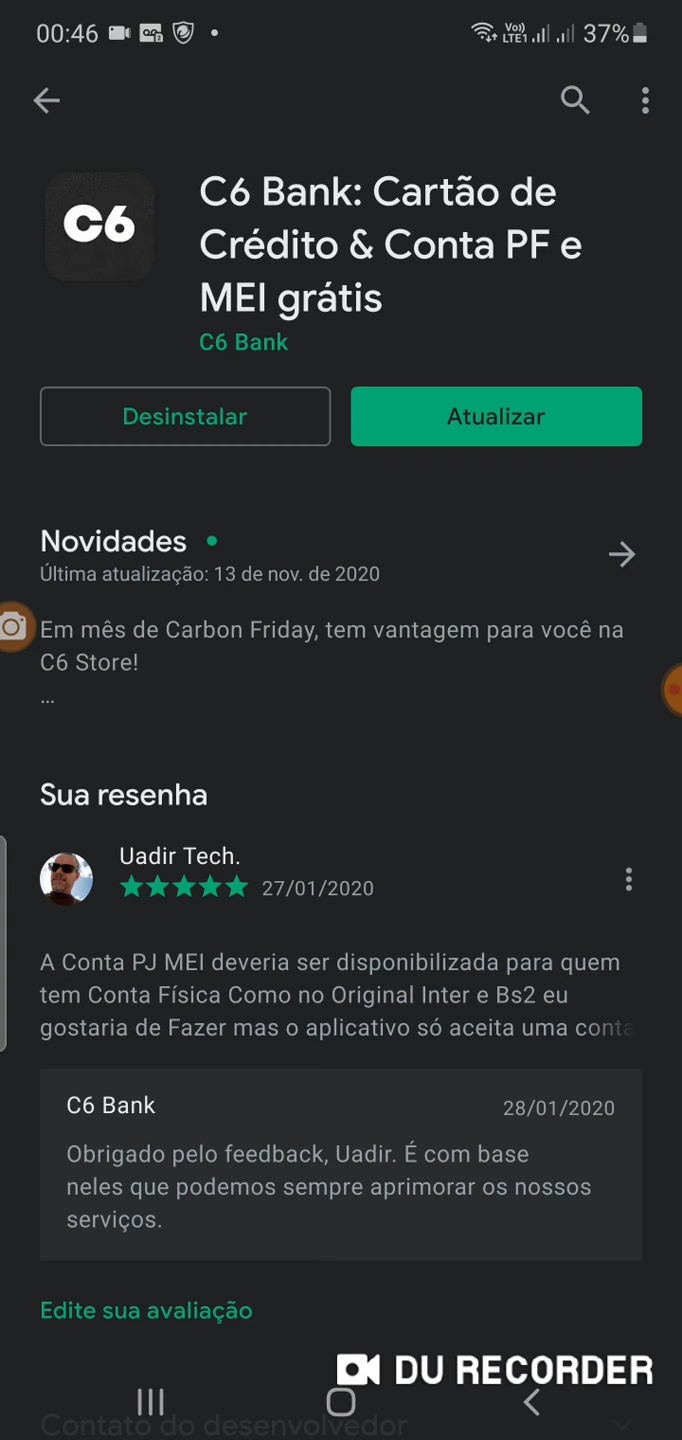 00:46
Vo)) LTE1 37%
C6
C6 Bank: Cartão de
Crédito & Conta PF e
MEI grátis
C6 Bank
Desinstalar
Atualizar
Novidades
Última atualização: 13 de nov. de 2020
Em mês de Carbon Friday, tem vantagem para você na
C6 Store!
...
Sua resenha
Uadir Tech.
27/01/2020
A Conta PJ MEI deveria ser disponibilizada para quem
tem Conta Física Como no Original Inter e Bs2 eu
gostaria de Fazer mas o aplicativo só aceita uma conta
C6 Bank
28/01/2020
Obrigado pelo feedback, Uadir. É com base
neles que podemos sempre aprimorar os nossos
serviços.
Edite sua avaliação
DU RECORDER
Contato do desenvolvedor